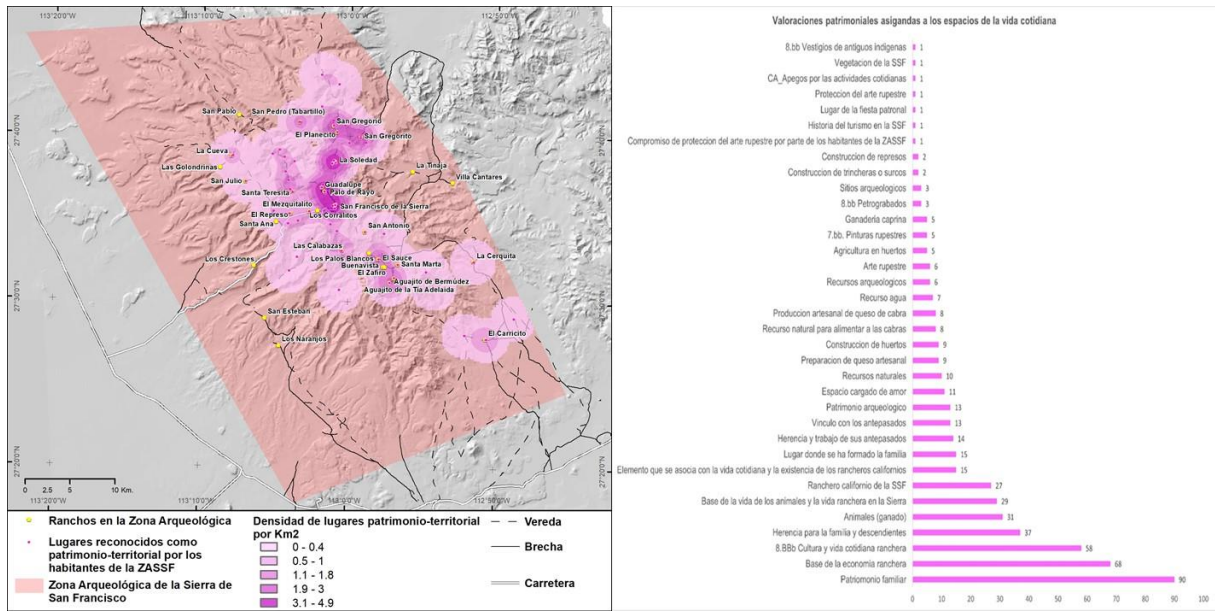 113°20'0"W
113°10'0"W
113°0'0"W
112°50'0"W
27°40'0"N
27°40'0"N
27°30'0"N
27°30'0"N
27°20'0"N
27°20'0"N
113°20'0"W
113°10'0"W
113°0'0"W
112°50'0"W
San Pablo
San Pedro (Tabartillo)
San Gregorio
El Planecito
San Gregorito
La Cueva
La Soledad
Las Golondrinas
La Tinaja
San Julio
Villa Cantares
Guadalupe
Santa Teresita
Palo de Rayo
El Mezquitalito
San Francisco de la Sierra
El Represo
Los Corralitos
Santa Ana
San Antonio
Las Calabazas
Los Crestones
Los Palos Blancos
El Sauce
La Cerquita
Buenavista
Santa Marta
El Zafiro
Aguajito de Bermúdez
Aguajito de la Tia Adelaida
San Esteban
El Carricito
Los Naranjos
0 2.5 5 10 Km.
Ranchos en la Zona Arqueológica
Lugares reconocidos como
patrimonio-territorial por los
habitantes de la ZASSF
Zona Arqueológica de la Sierra de
San Francisco
Densidad de lugares patrimonio-territorial
por Km2
0 - 0.4
0.5 - 1
1.1 - 1.8
1.9 - 3
3.1 - 4.9
Vereda
Brecha
Carretera
Valoraciones patrimoniales asigandas a los espacios de la vida cotidiana
8.bb Vestigios de antiguos indigenas 1
Vegetacion de la SSF 1
CA_Apegos por las actividades cotidianas 1
Proteccion del arte rupestre 1
Lugar de la fiesta patronal 1
Historia del turismo en la SSF 1
Compromiso de proteccion del arte rupestre por parte de los habitantes de la ZASSF 1
Construccion de represos 2
Construccion de trincheras o surcos 2
Sitios arqueologicos 3
8.bb Petrograbados 3
Ganaderia caprina 5
7.bb. Pinturas rupestres 5
Agricultura en huertos 5
Arte rupestre 6
Recursos arqueologicos 6
Recurso agua 7
Produccion artesanal de queso de cabra 8
Recurso natural para alimentar a las cabras 8
Construccion de huertos 9
Preparacion de queso artesanal 9
Recursos naturales 10
Espacio cargado de amor 11
Patrimonio arqueologico 13
Vinculo con los antepasados 13
Herencia y trabajo de sus antepasados 14
Lugar donde se ha formado la familia 15
Elemento que se asocia con la vida cotidiana y la existencia de los rancheros californios 15
Ranchero californio de la SSF 27
Base de la vida de los animales y la vida ranchera en la Sierra 29
Animales (ganado) 31
Herencia para la familia y descendientes 37
8.BBb Cultura y vida cotidiana ranchera 58
Base de la economia ranchera 68
Patriomonio familiar 90
0 10 20 30 40 50 60 70 80 90 100